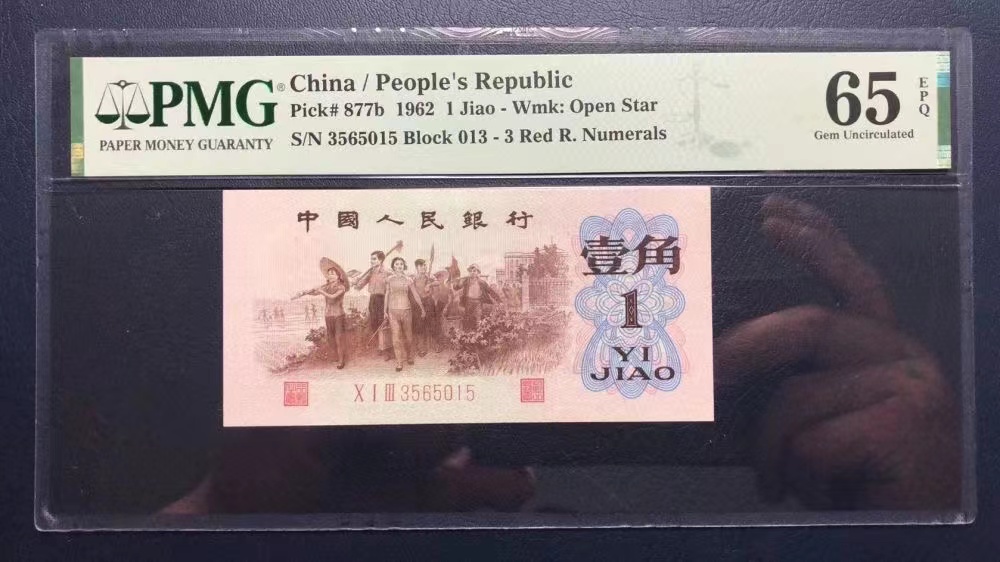 PMG®
PAPER MONEY GUARANTY
China / People's Republic
Pick# 877b 1962 1 Jiao - Wmk: Open Star
S/N 3565015 Block 013 - 3 Red R. Numerals
65
EPQ
Gem Uncirculated
中國人民銀行
壹角
1
YI
JIAO
X I III 3565015